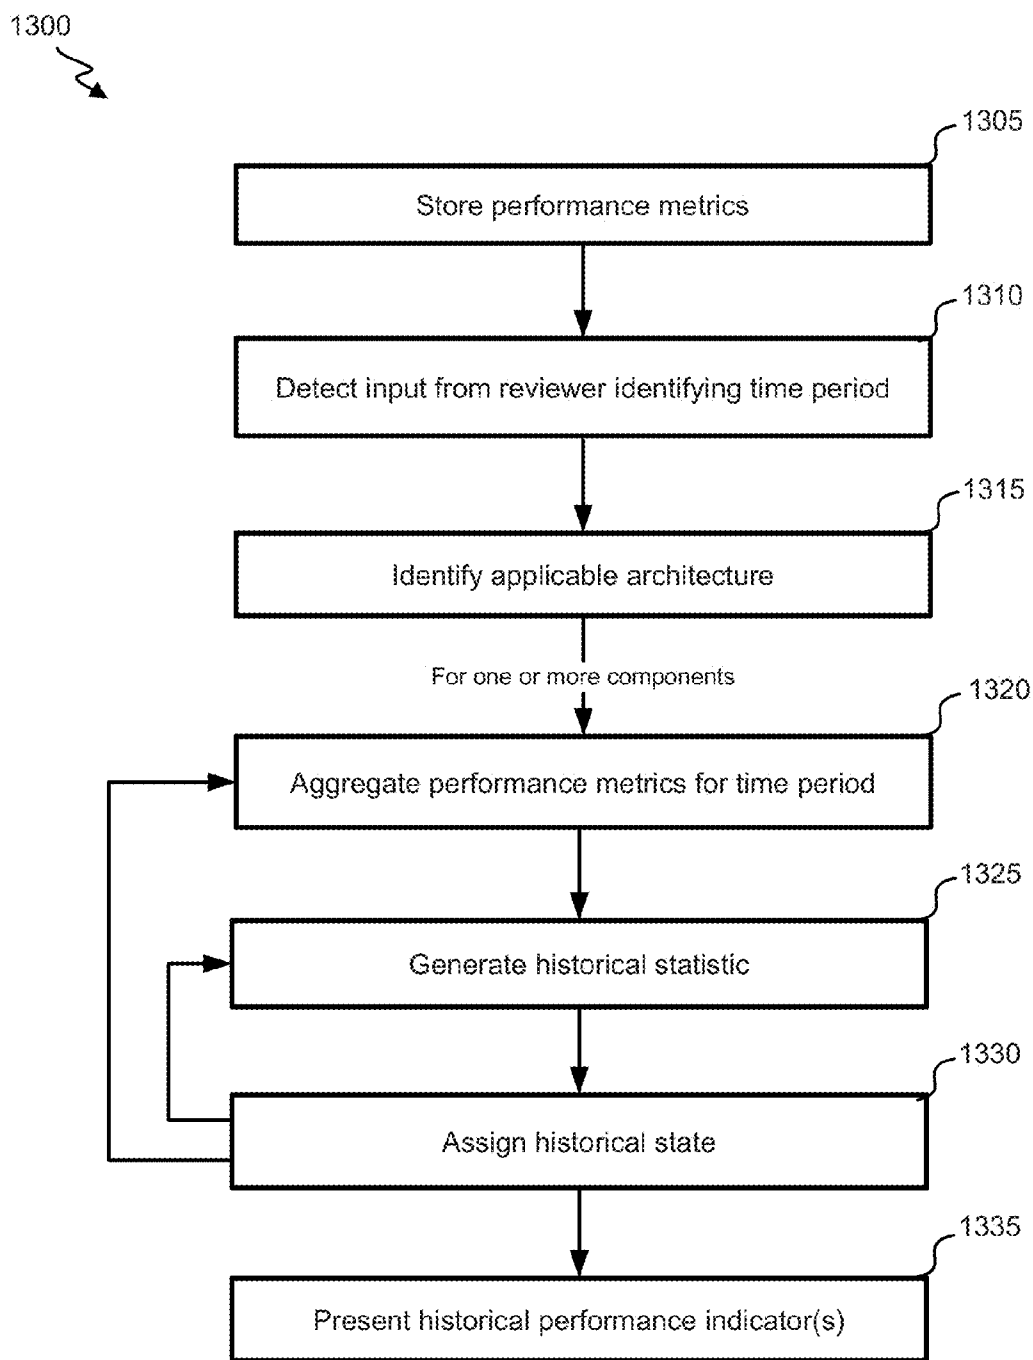 1300
1305
Store performance metrics
1310
Detect input from reviewer identifying time period
1315
Identify applicable architecture
For one or more components
1320
Aggregate performance metrics for time period
1325
Generate historical statistic
1330
Assign historical state
1335
Present historical performance indicator(s)